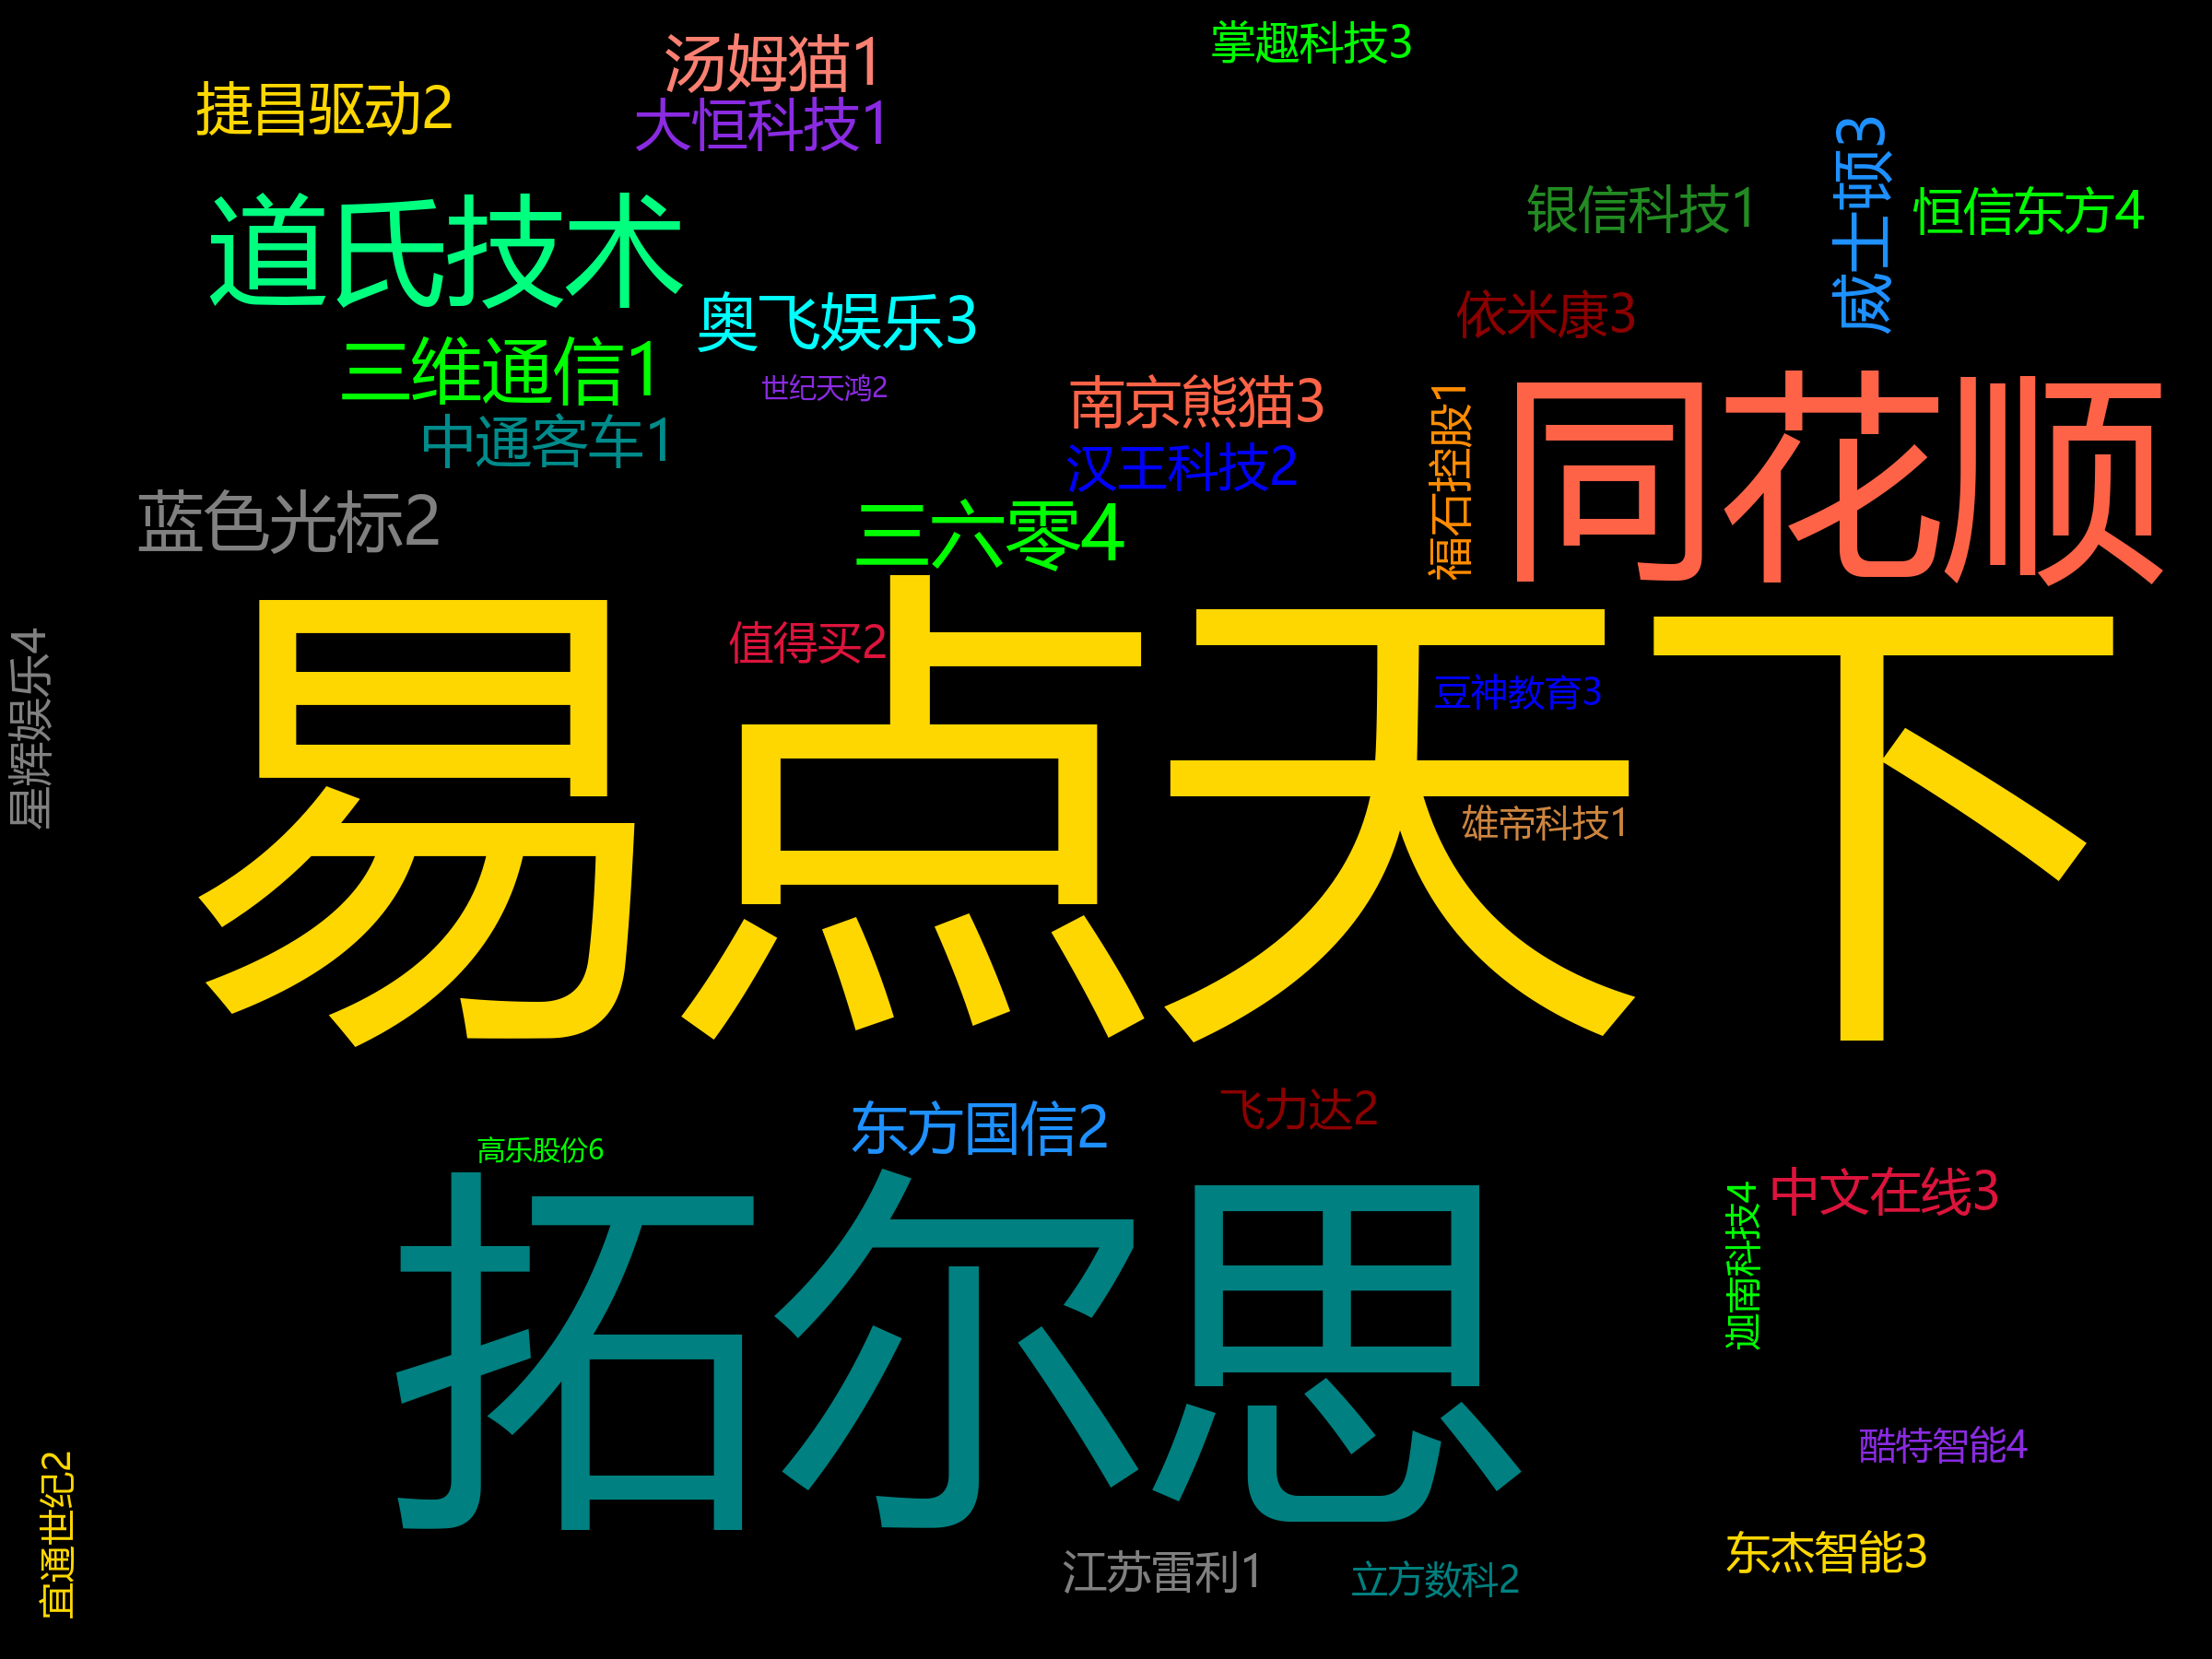 掌趣科技3
汤姆猫1
捷昌驱动2
大恒科技1
威士顿3
银信科技1
恒信东方4
道氏技术
奥飞娱乐3
依米康3
三维通信1
世纪天鸿2
南京熊猫3
福石控股1
同花顺
中通客车1
汉王科技2
蓝色光标2
三六零4
星辉娱乐4
值得买2
易点天下
豆神教育3
雄帝科技1
东方国信2
飞力达2
高乐股份6
拓尔思
中文在线3
迦南科技4
酷特智能4
宜通世纪2
东杰智能3
江苏雷利1
立方数科2